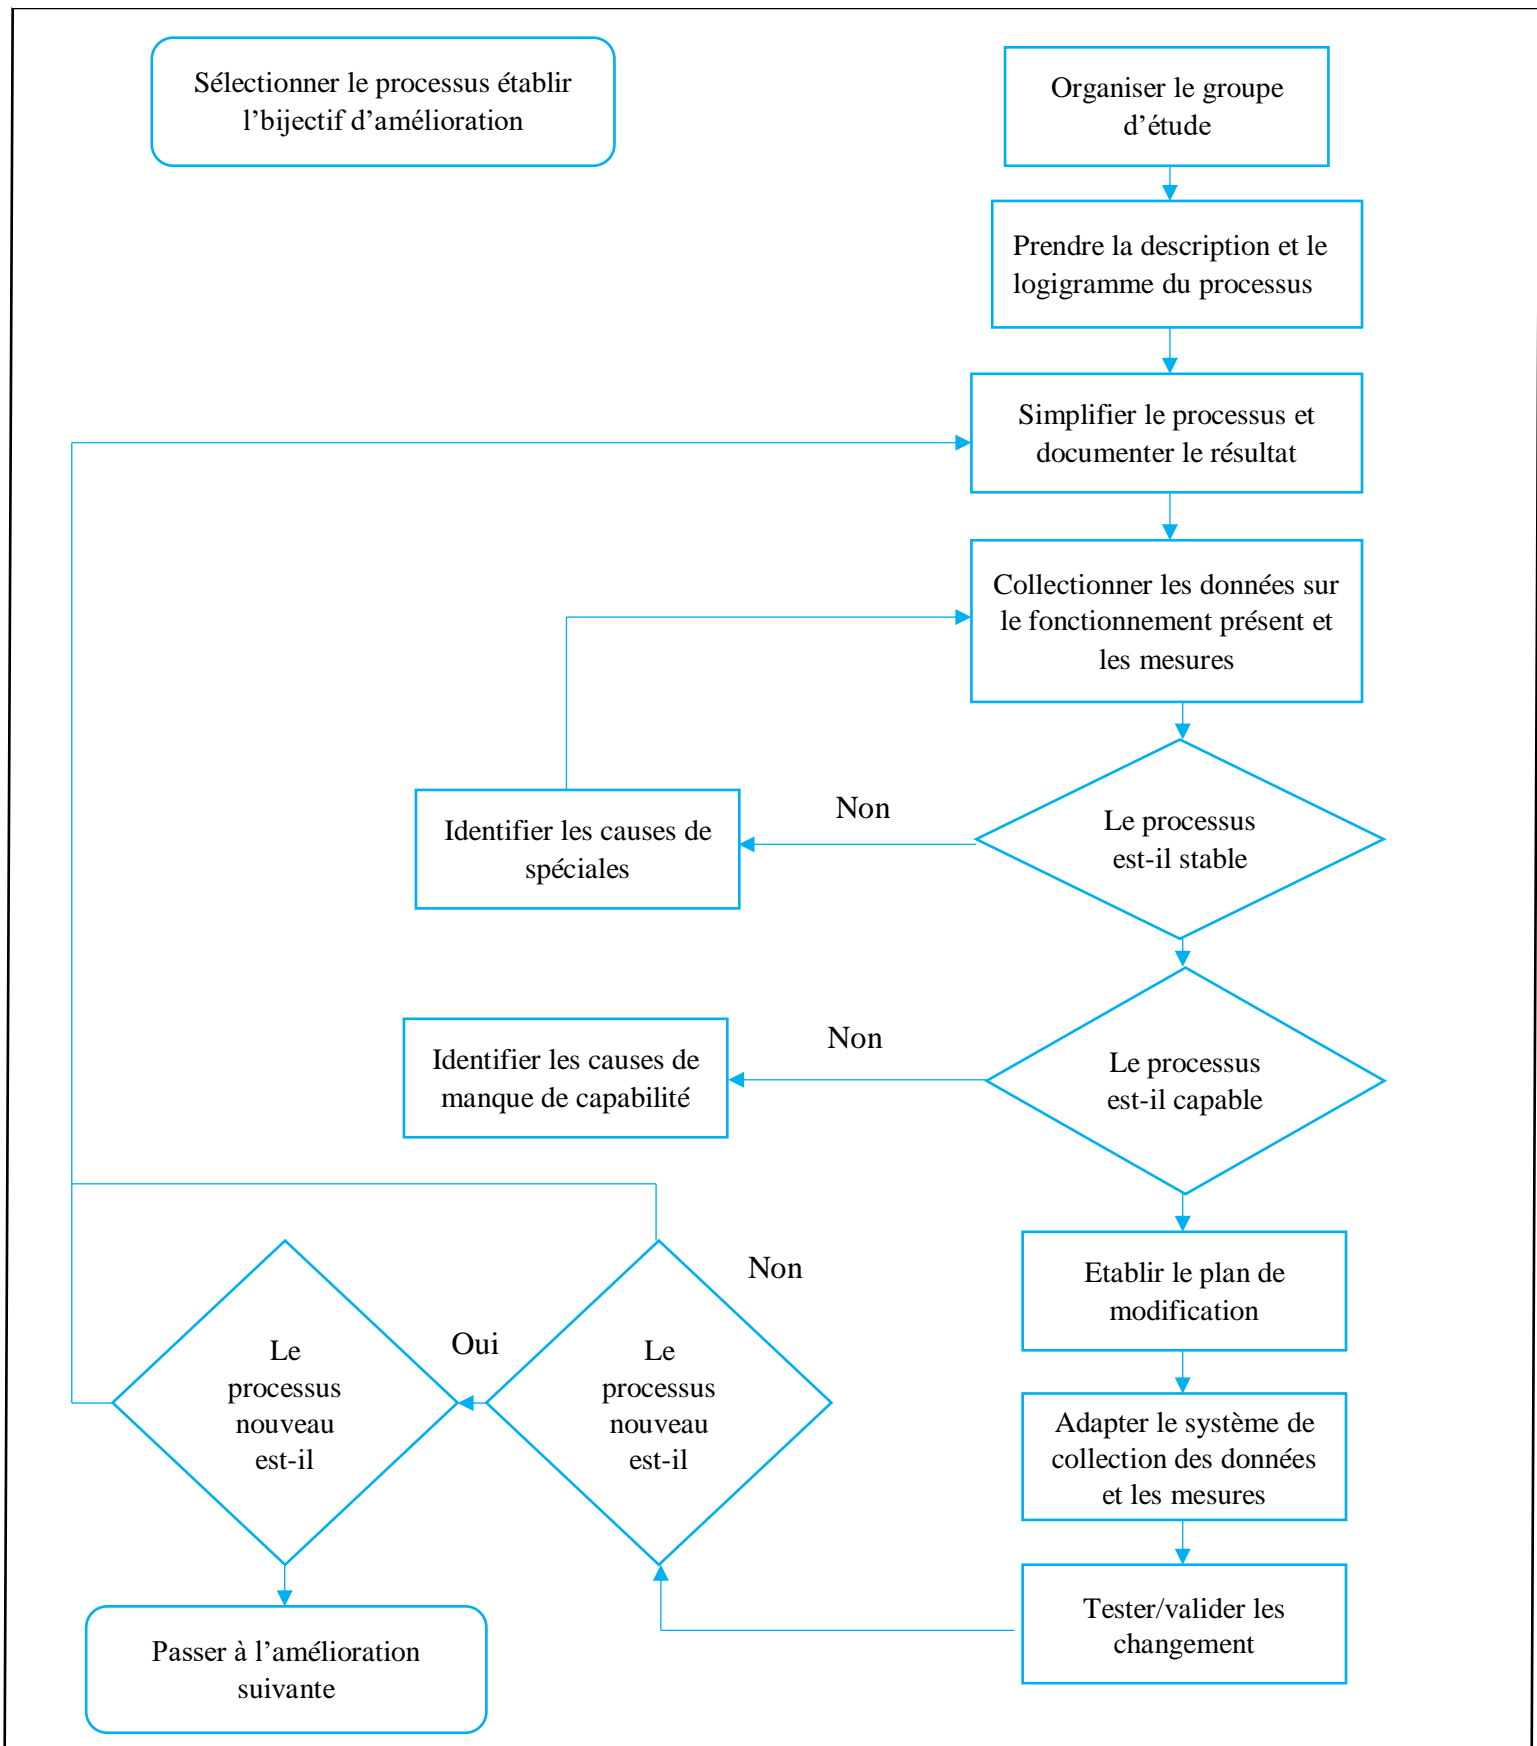 Sélectionner le processus établir
l’bijectif d’amélioration
Organiser le groupe
d’étude
Prendre la description et le
logigramme du processus
Simplifier le processus et
documenter le résultat
Collectionner les données sur
le fonctionnement présent et
les mesures
Non
Le processus
est-il stable
Identifier les causes de
spéciales
Non
Le processus
est-il capable
Identifier les causes de
manque de capabilité
Etablir le plan de
modification
Adapter le système de
collection des données
et les mesures
Tester/valider les
changement
Non
Le
processus
nouveau
est-il
Oui
Le
processus
nouveau
est-il
Passer à l’amélioration
suivante